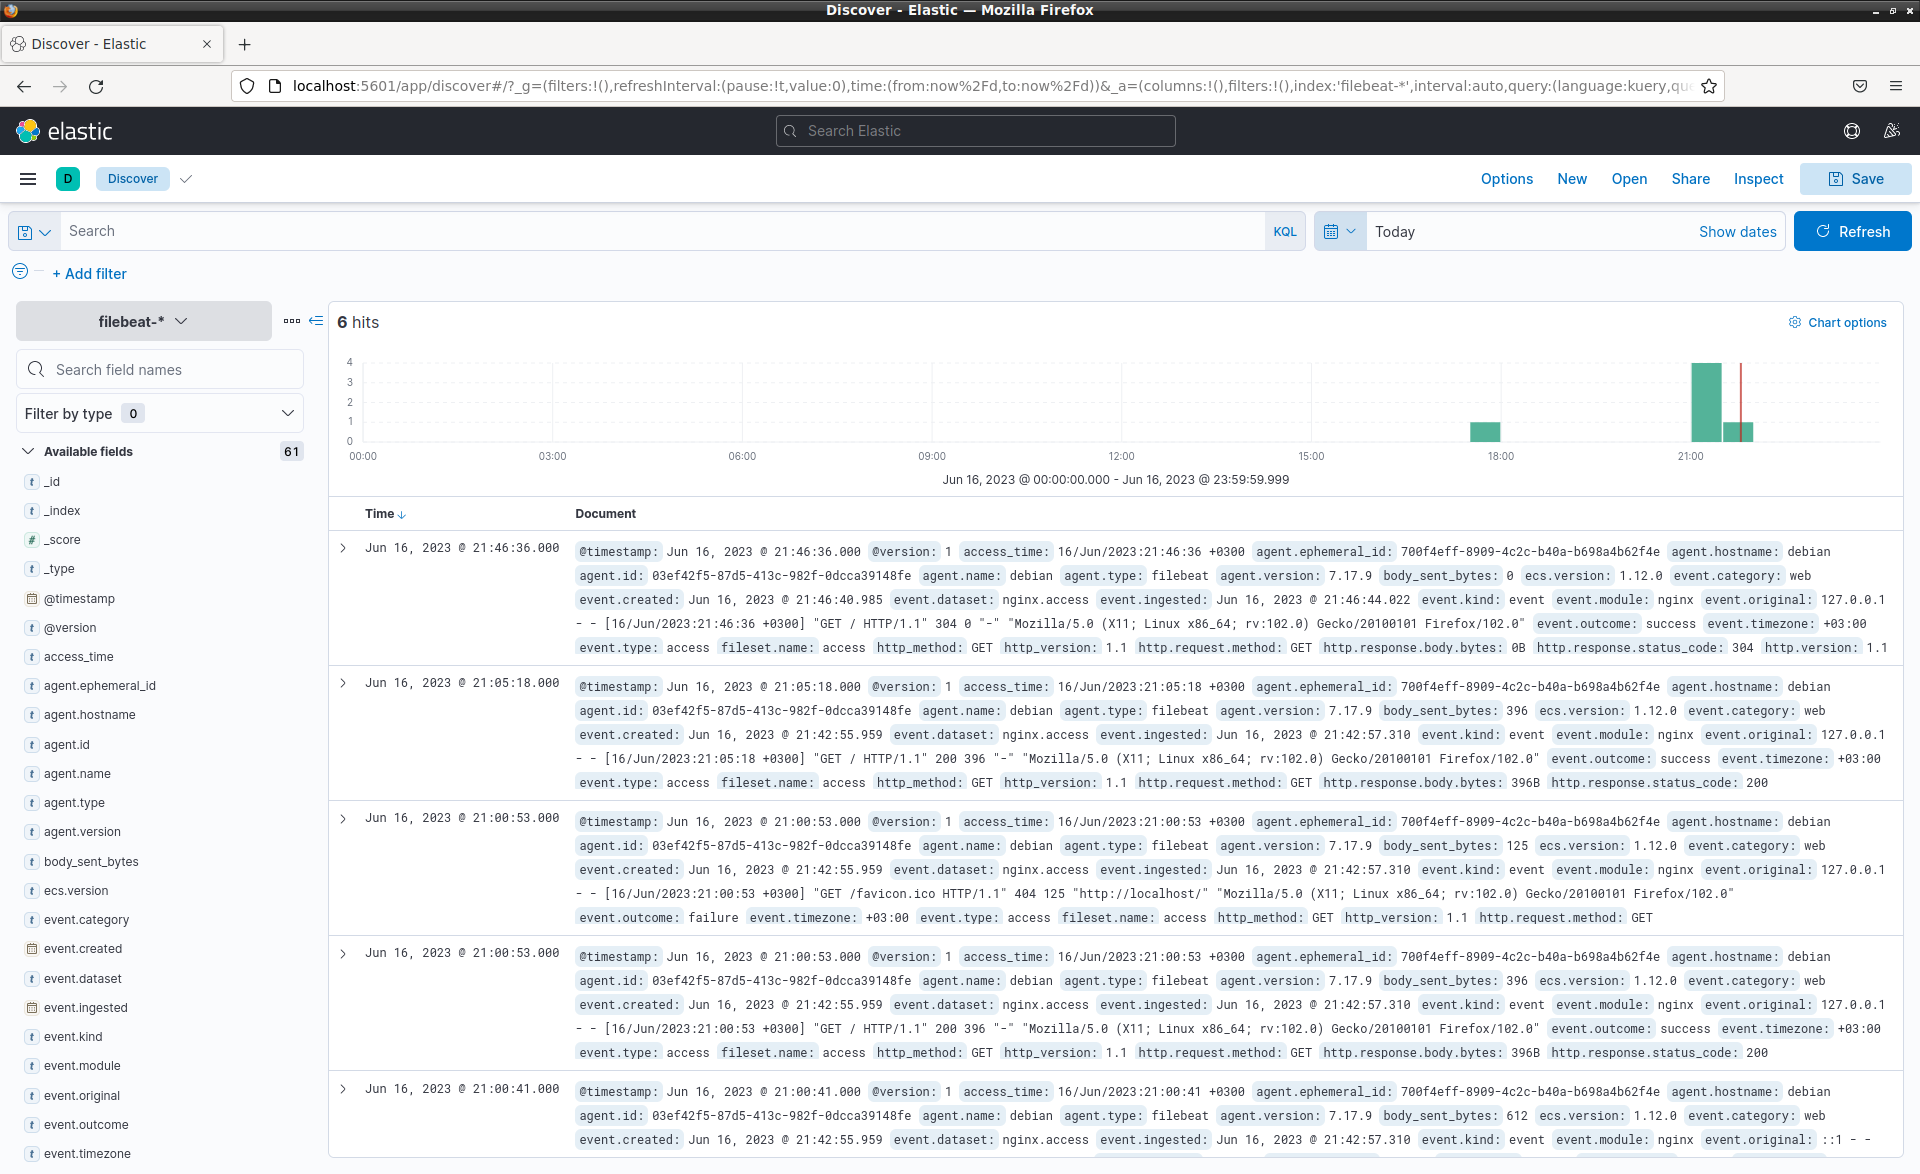 Discover - Elastic — Mozilla Firefox
Discover - Elastic
localhost:5601/app/discover#/?_g=(filters:!(),refreshInterval:(pause:!t,value:0),time:(from:now%2Fd,to:now%2Fd))&_a=(columns:!(),filters:!(),index:'filebeat-*',interval:auto,query:(language:kuery,qu
elastic
Search Elastic
D Discover Options New Open Share Inspect Save
Search KQL Today Show dates Refresh
+ Add filter
filebeat-*
Search field names
Filter by type 0
Available fields 61
_id
_index
_score
_type
@timestamp
@version
access_time
agent.ephemeral_id
agent.hostname
agent.id
agent.name
agent.type
agent.version
body_sent_bytes
ecs.version
event.category
event.created
event.dataset
event.ingested
event.kind
event.module
event.original
event.outcome
event.timezone
6 hits
Chart options
4
3
2
1
0
00:00 03:00 06:00 09:00 12:00 15:00 18:00 21:00
Jun 16, 2023 @ 00:00:00.000 - Jun 16, 2023 @ 23:59:59.999
Time Document
Jun 16, 2023 @ 21:46:36.000 @timestamp: Jun 16, 2023 @ 21:46:36.000 @version: 1 access_time: 16/Jun/2023:21:46:36 +0300 agent.ephemeral_id: 700f4eff-8909-4c2c-b40a-b698a4b62f4e agent.hostname: debian
agent.id: 03ef42f5-87d5-413c-982f-0dcca39148fe agent.name: debian agent.type: filebeat agent.version: 7.17.9 body_sent_bytes: 0 ecs.version: 1.12.0 event.category: web
event.created: Jun 16, 2023 @ 21:46:40.985 event.dataset: nginx.access event.ingested: Jun 16, 2023 @ 21:46:44.022 event.kind: event event.module: nginx event.original: 127.0.0.1
- - [16/Jun/2023:21:46:36 +0300] "GET / HTTP/1.1" 304 0 "-" "Mozilla/5.0 (X11; Linux x86_64; rv:102.0) Gecko/20100101 Firefox/102.0" event.outcome: success event.timezone: +03:00
event.type: access fileset.name: access http_method: GET http_version: 1.1 http.request.method: GET http.response.body.bytes: 0B http.response.status_code: 304 http.version: 1.1
Jun 16, 2023 @ 21:05:18.000 @timestamp: Jun 16, 2023 @ 21:05:18.000 @version: 1 access_time: 16/Jun/2023:21:05:18 +0300 agent.ephemeral_id: 700f4eff-8909-4c2c-b40a-b698a4b62f4e agent.hostname: debian
agent.id: 03ef42f5-87d5-413c-982f-0dcca39148fe agent.name: debian agent.type: filebeat agent.version: 7.17.9 body_sent_bytes: 396 ecs.version: 1.12.0 event.category: web
event.created: Jun 16, 2023 @ 21:42:55.959 event.dataset: nginx.access event.ingested: Jun 16, 2023 @ 21:42:57.310 event.kind: event event.module: nginx event.original: 127.0.0.1
- - [16/Jun/2023:21:05:18 +0300] "GET / HTTP/1.1" 200 396 "-" "Mozilla/5.0 (X11; Linux x86_64; rv:102.0) Gecko/20100101 Firefox/102.0" event.outcome: success event.timezone: +03:00
event.type: access fileset.name: access http_method: GET http_version: 1.1 http.request.method: GET http.response.body.bytes: 396B http.response.status_code: 200
Jun 16, 2023 @ 21:00:53.000 @timestamp: Jun 16, 2023 @ 21:00:53.000 @version: 1 access_time: 16/Jun/2023:21:00:53 +0300 agent.ephemeral_id: 700f4eff-8909-4c2c-b40a-b698a4b62f4e agent.hostname: debian
agent.id: 03ef42f5-87d5-413c-982f-0dcca39148fe agent.name: debian agent.type: filebeat agent.version: 7.17.9 body_sent_bytes: 125 ecs.version: 1.12.0 event.category: web
event.created: Jun 16, 2023 @ 21:42:55.959 event.dataset: nginx.access event.ingested: Jun 16, 2023 @ 21:42:57.310 event.kind: event event.module: nginx event.original: 127.0.0.1
- - [16/Jun/2023:21:00:53 +0300] "GET /favicon.ico HTTP/1.1" 404 125 "http://localhost/" "Mozilla/5.0 (X11; Linux x86_64; rv:102.0) Gecko/20100101 Firefox/102.0"
event.outcome: failure event.timezone: +03:00 event.type: access fileset.name: access http_method: GET http_version: 1.1 http.request.method: GET
Jun 16, 2023 @ 21:00:53.000 @timestamp: Jun 16, 2023 @ 21:00:53.000 @version: 1 access_time: 16/Jun/2023:21:00:53 +0300 agent.ephemeral_id: 700f4eff-8909-4c2c-b40a-b698a4b62f4e agent.hostname: debian
agent.id: 03ef42f5-87d5-413c-982f-0dcca39148fe agent.name: debian agent.type: filebeat agent.version: 7.17.9 body_sent_bytes: 396 ecs.version: 1.12.0 event.category: web
event.created: Jun 16, 2023 @ 21:42:55.959 event.dataset: nginx.access event.ingested: Jun 16, 2023 @ 21:42:57.310 event.kind: event event.module: nginx event.original: 127.0.0.1
- - [16/Jun/2023:21:00:53 +0300] "GET / HTTP/1.1" 200 396 "-" "Mozilla/5.0 (X11; Linux x86_64; rv:102.0) Gecko/20100101 Firefox/102.0" event.outcome: success event.timezone: +03:00
event.type: access fileset.name: access http_method: GET http_version: 1.1 http.request.method: GET http.response.body.bytes: 396B http.response.status_code: 200
Jun 16, 2023 @ 21:00:41.000 @timestamp: Jun 16, 2023 @ 21:00:41.000 @version: 1 access_time: 16/Jun/2023:21:00:41 +0300 agent.ephemeral_id: 700f4eff-8909-4c2c-b40a-b698a4b62f4e agent.hostname: debian
agent.id: 03ef42f5-87d5-413c-982f-0dcca39148fe agent.name: debian agent.type: filebeat agent.version: 7.17.9 body_sent_bytes: 612 ecs.version: 1.12.0 event.category: web
event.created: Jun 16, 2023 @ 21:42:55.959 event.dataset: nginx.access event.ingested: Jun 16, 2023 @ 21:42:57.310 event.kind: event event.module: nginx event.original: ::1 - -